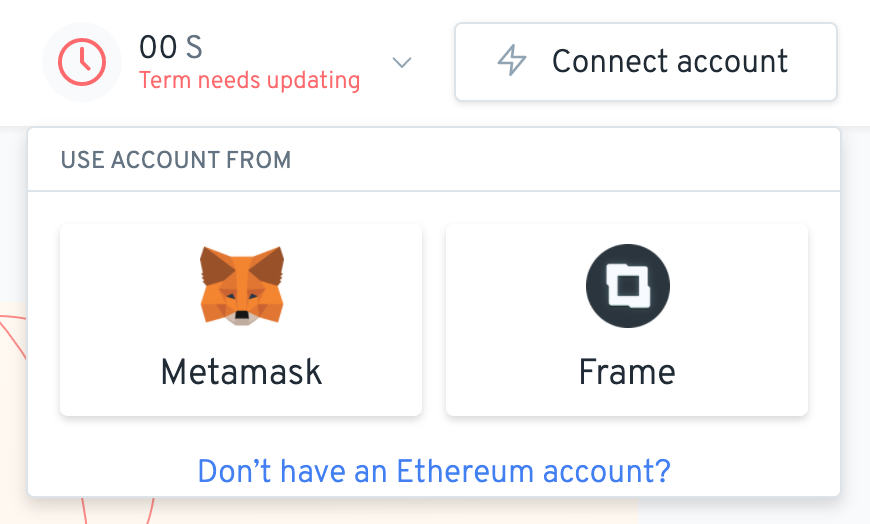 00 S
Term needs updating
Connect account
USE ACCOUNT FROM
Metamask
Frame
Don’t have an Ethereum account?